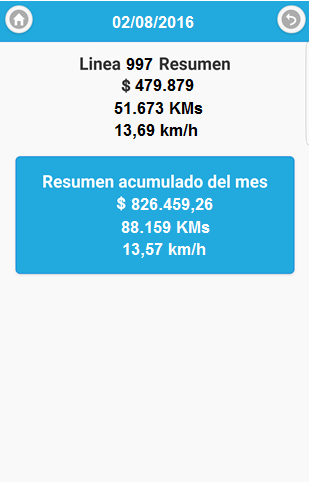 02/08/2016
Linea 997 Resumen
$ 479.879
51.673 KMs
13,69 km/h
Resumen acumulado del mes
$ 826.459,26
88.159 KMs
13,57 km/h